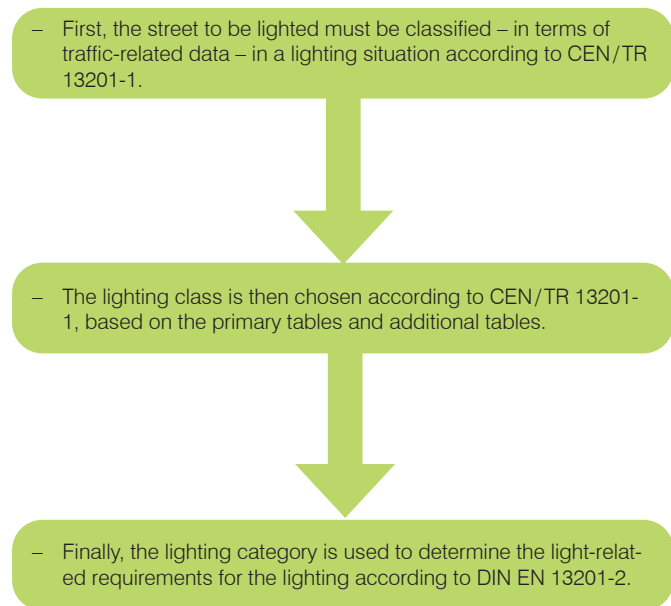 – First, the street to be lighted must be classified – in terms of
traffic-related data – in a lighting situation according to CEN/TR
13201-1.
– The lighting class is then chosen according to CEN/TR 13201-
1, based on the primary tables and additional tables.
– Finally, the lighting category is used to determine the light-relat-
ed requirements for the lighting according to DIN EN 13201-2.